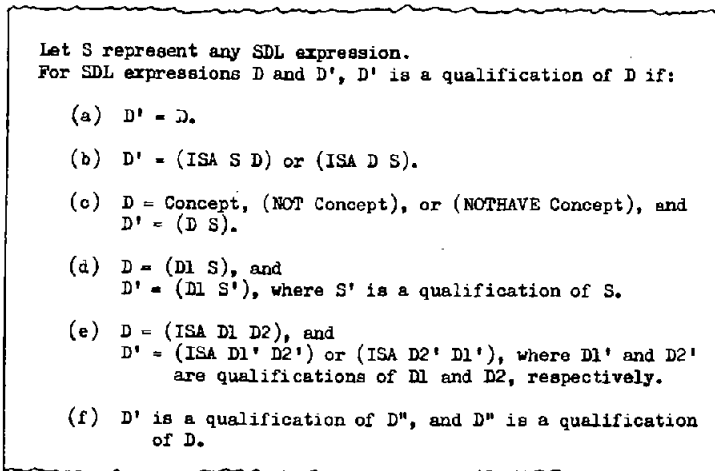 Let S represent any SDL expression.
For SDL expressions D and D', D' is a qualification of D if:
(a) D' = D.
(b) D' = (ISA S D) or (ISA D S).
(c) D = Concept, (NOT Concept), or (NOTHAVE Concept), and
D' = (D S).
(d) D = (D1 S), and
D' = (D1 S'), where S' is a qualification of S.
(e) D = (ISA D1 D2), and
D' = (ISA D1' D2') or (ISA D2' D1'), where D1' and D2'
are qualifications of D1 and D2, respectively.
(f) D' is a qualification of D", and D" is a qualification
of D.